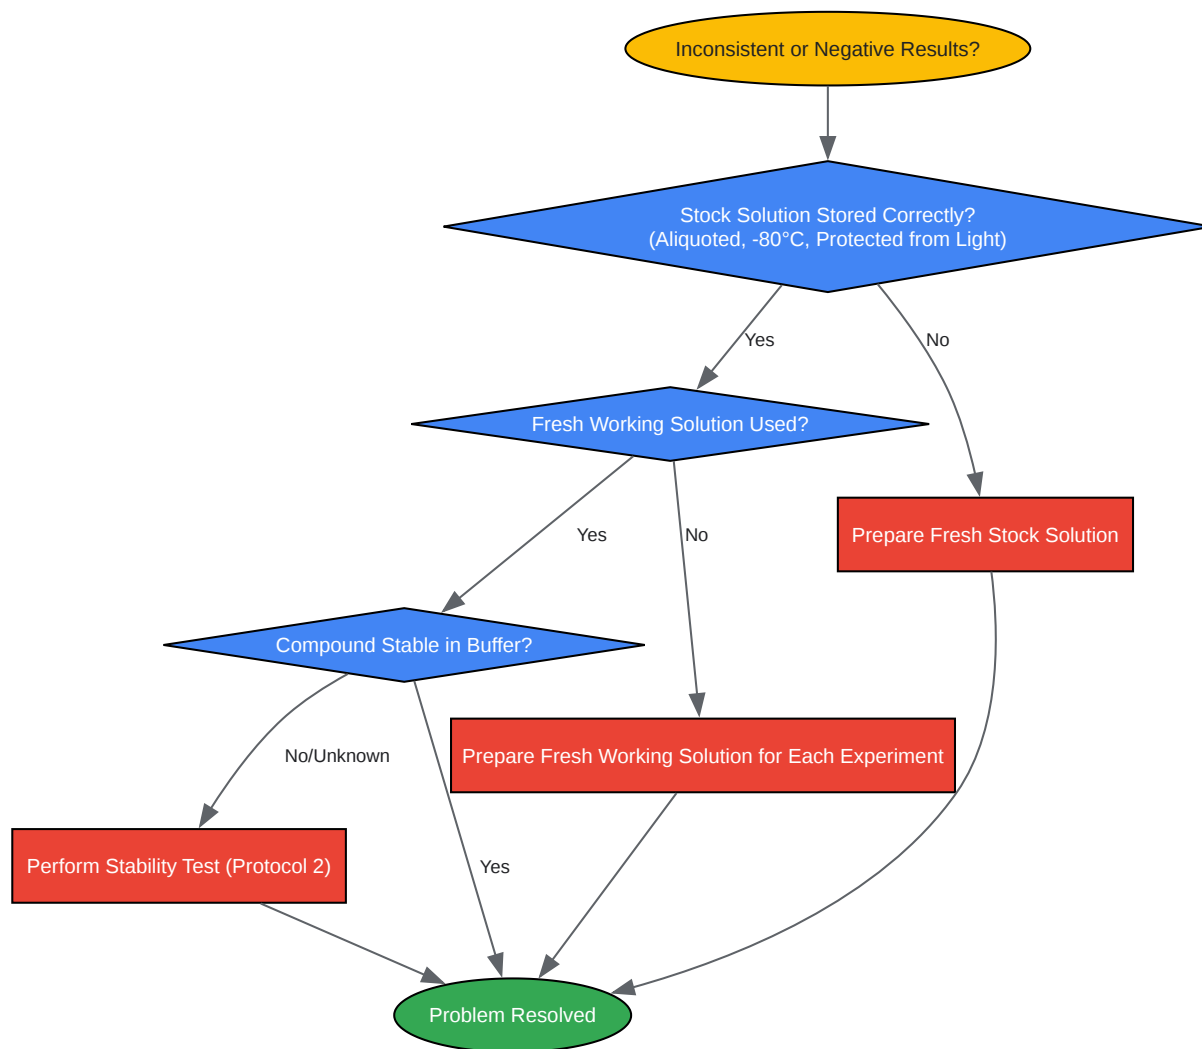 Inconsistent or Negative Results?
Stock Solution Stored Correctly?
(Aliquoted, -80°C, Protected from Light)
Yes
No
Fresh Working Solution Used?
Yes
No
Prepare Fresh Stock Solution
Compound Stable in Buffer?
No/Unknown
Prepare Fresh Working Solution for Each Experiment
Perform Stability Test (Protocol 2)
Yes
Problem Resolved